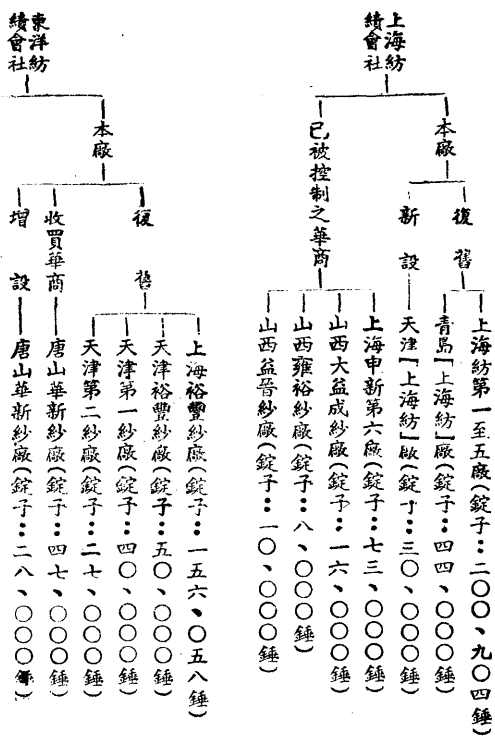 上海紡
績會社
本廠
復舊
上海紡第一至五廠(錠子：二〇〇、九〇四錘)
青島「上海紡」廠(錠子：四四、〇〇〇錘)
新設
天津「上海紡」廠(錠子：三〇、〇〇〇錘)
已被控制之華商
上海申新第六廠(錠子：七三、〇〇〇錘)
山西大益成紗廠(錠子：一六、〇〇〇錘)
山西雍裕紗廠(錠子：八、〇〇〇錘)
山西益晉紗廠(錠子：一〇、〇〇〇錘)
東洋紡
績會社
本廠
復舊
上海裕豐紗廠(錠子：一五六、〇五八錘)
天津裕豐紗廠(錠子：五〇、〇〇〇錘)
天津第一紗廠(錠子：四〇、〇〇〇錘)
天津第二紗廠(錠子：二七、〇〇〇錘)
收買華商
唐山華新紗廠(錠子：四七、〇〇〇錘)
增設
唐山華新紗廠(錠子：二八、〇〇〇錘)